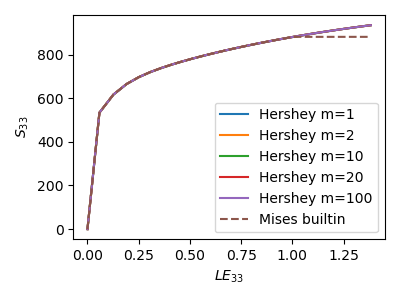 800
600
400
200
0
S33
0.00 0.25 0.50 0.75 1.00 1.25
LE33
Hershey m=1
Hershey m=2
Hershey m=10
Hershey m=20
Hershey m=100
Mises builtin